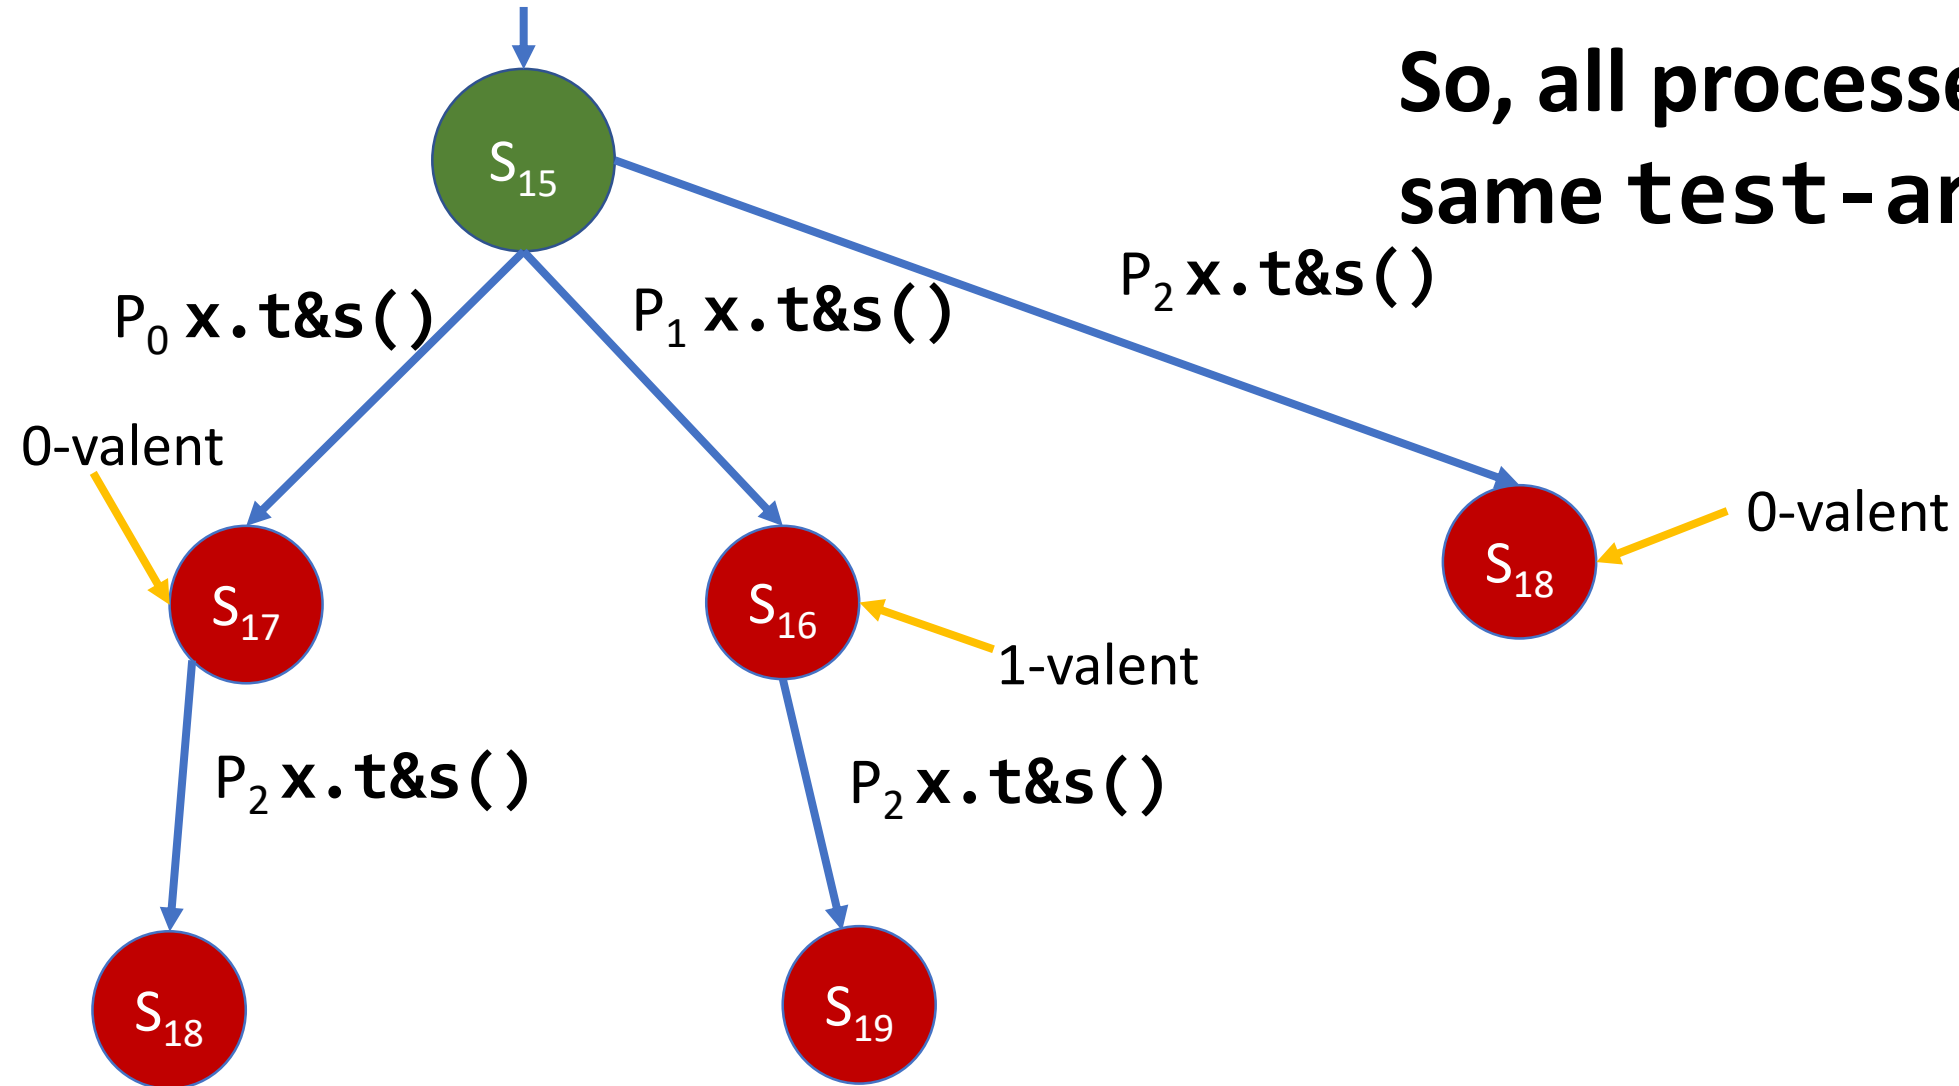 So, all processe
same test-ar
S15
P0 x.t&s()
P1 x.t&s()
P2 x.t&s()
0-valent
0-valent
S17
S16
S18
1-valent
P2 x.t&s()
P2 x.t&s()
S18
S19